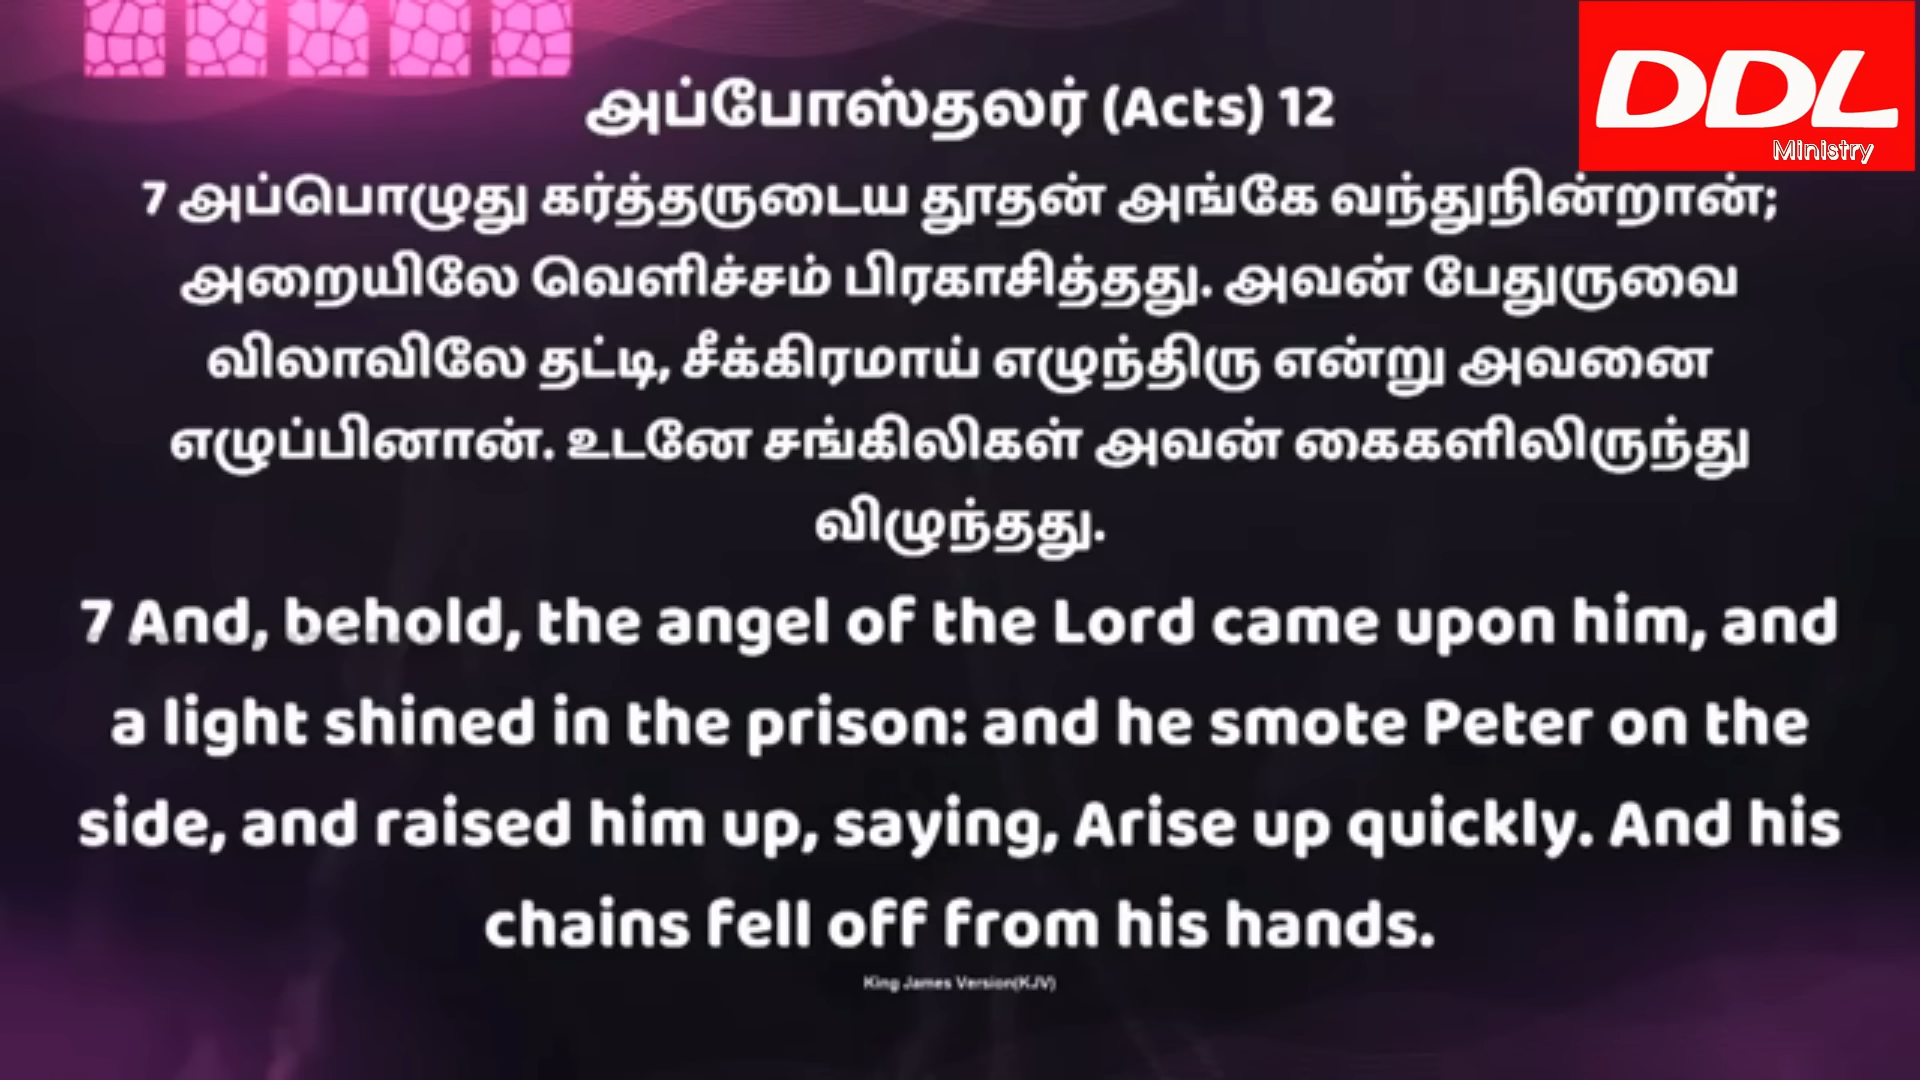 DDL
Ministry
அப்போஸ்தலர் (Acts) 12
7 அப்பொழுது கர்த்தருடைய தூதன் அங்கே வந்துநின்றான்;
அறையிலே வெளிச்சம் பிரகாசித்தது. அவன் பேதுருவை
விலாவிலே தட்டி, சீக்கிரமாய் எழுந்திரு என்று அவனை
எழுப்பினான். உடனே சங்கிலிகள் அவன் கைகளிலிருந்து
விழுந்தது.
7 And, behold, the angel of the Lord came upon him, and
a light shined in the prison: and he smote Peter on the
side, and raised him up, saying, Arise up quickly. And his
chains fell off from his hands.
King James Version(KJV)